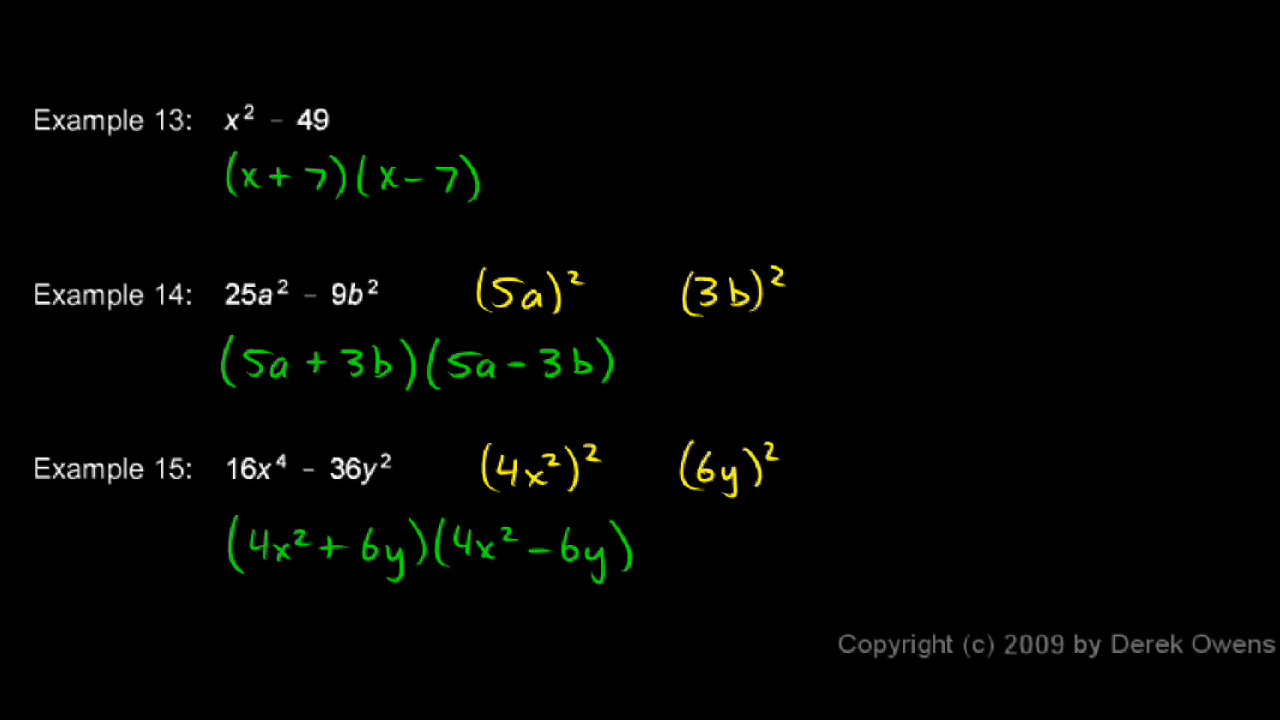 Example 13: x² - 49
(x + 7)(x - 7)
Example 14: 25a² - 9b² (5a)² (3b)²
(5a + 3b)(5a - 3b)
Example 15: 16x⁴ - 36y² (4x²)² (6y)²
(4x² + 6y)(4x² - 6y)
Copyright (c) 2009 by Derek Owens